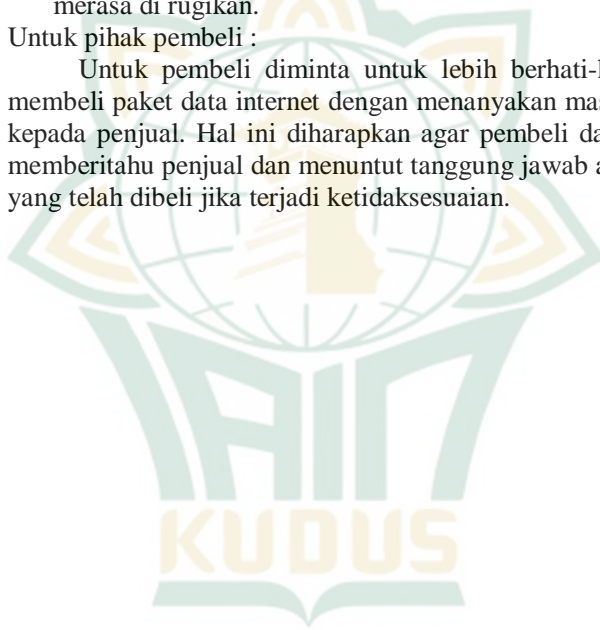 merasa di rugikan.
Untuk pihak pembeli :
Untuk pembeli diminta untuk lebih berhati-
membeli paket data internet dengan menanyakan
kepada penjual. Hal ini diharapkan agar pembeli
memberitahu penjual dan menuntut tanggung jawab
yang telah dibeli jika terjadi ketidaksesuaian.
IAIN
KUDUS